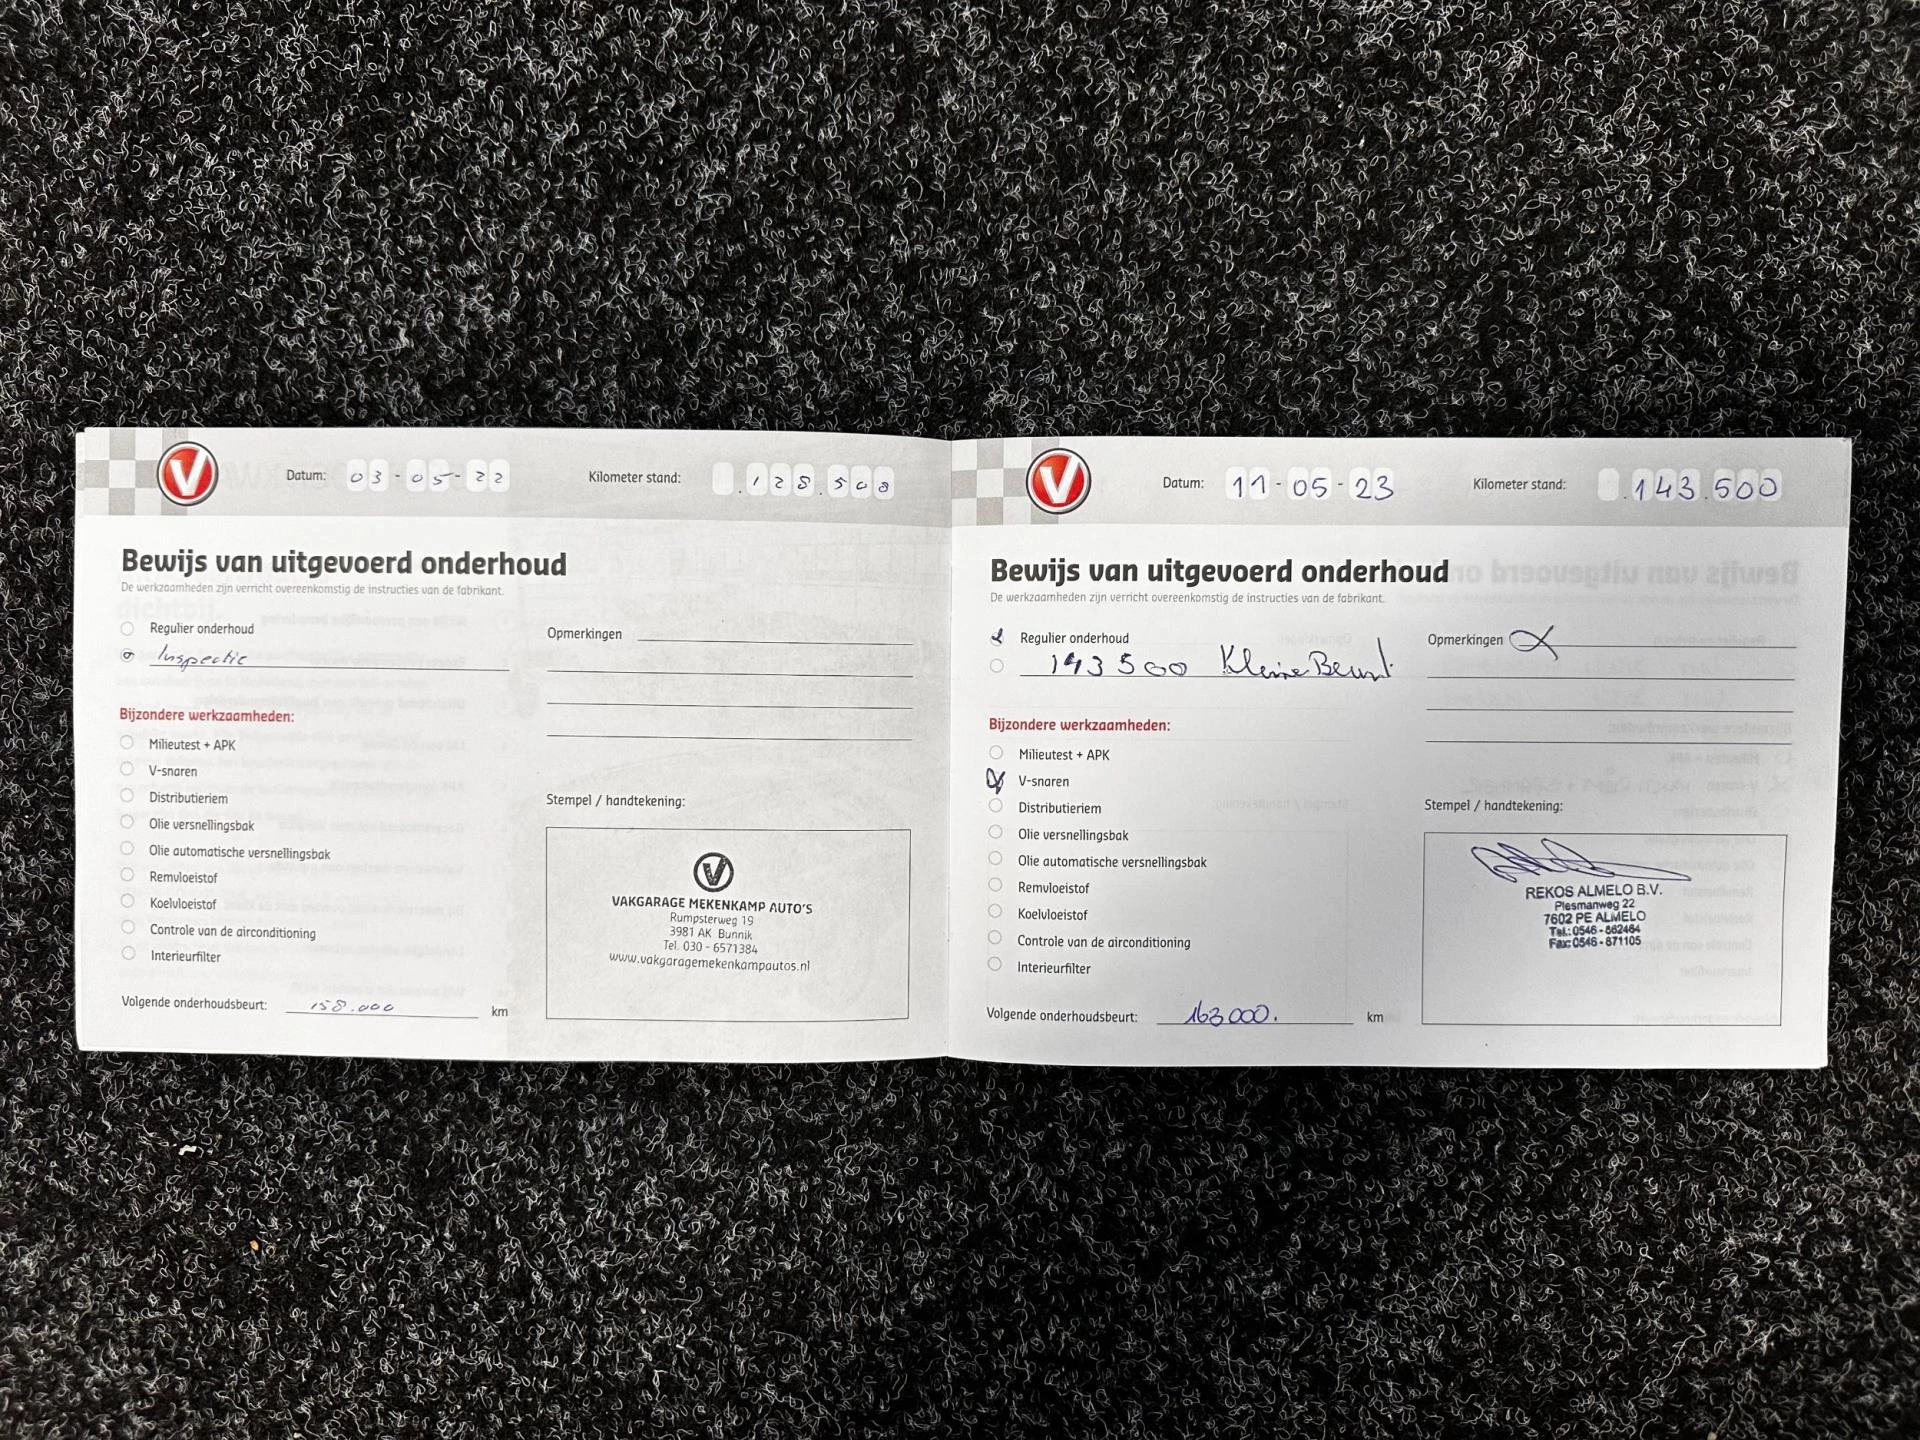 V
Datum: 03-05-22
Kilometer stand: .128.508
Bewijs van uitgevoerd onderhoud
De werkzaamheden zijn verricht overeenkomstig de instructies van de fabrikant.
Regulier onderhoud
Inspectie
Bijzondere werkzaamheden:
Milieutest + APK
V-snaren
Distributieriem
Olie versnellingsbak
Olie automatische versnellingsbak
Remvloeistof
Koelvloeistof
Controle van de airconditioning
Interieurfilter
Volgende onderhoudsbeurt: 158.000 km
Opmerkingen
Stempel / handtekening:
V
VAKGARAGE MEKENKAMP AUTO'S
Rumpsterweg 19
3981 AK Bunnik
Tel. 030 - 6571384
www.vakgaragemekenkampautos.nl
V
Datum: 11-05-23
Kilometer stand: .143.500
Bewijs van uitgevoerd onderhoud
De werkzaamheden zijn verricht overeenkomstig de instructies van de fabrikant.
Regulier onderhoud
143500 Kleine Beurt
Bijzondere werkzaamheden:
Milieutest + APK
V-snaren
Distributieriem
Olie versnellingsbak
Olie automatische versnellingsbak
Remvloeistof
Koelvloeistof
Controle van de airconditioning
Interieurfilter
Volgende onderhoudsbeurt: 163000. km
Opmerkingen
Stempel / handtekening:
REKOS ALMELO B.V.
Plesmanweg 22
7602 PE ALMELO
Tel.: 0546 - 862464
Fax: 0546 - 871105